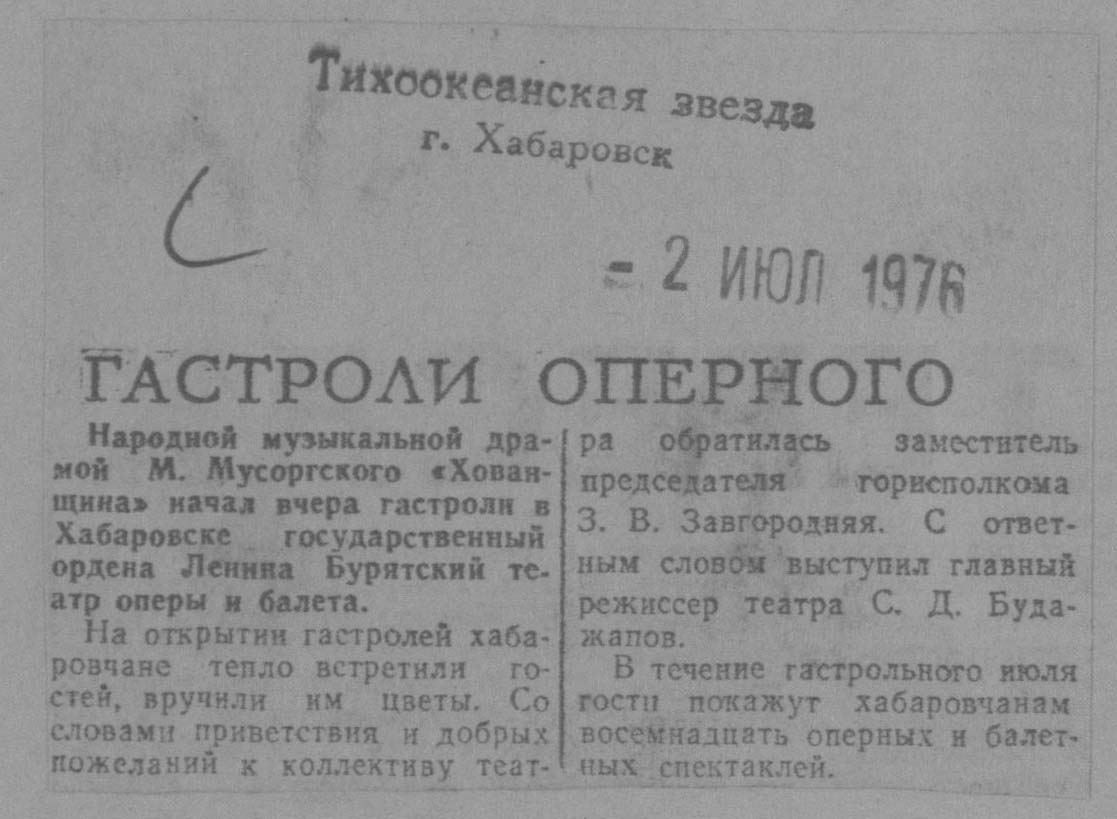 Тихоокеанская звезда
г. Хабаровск
- 2 ИЮЛ 1976
ГАСТРОЛИ ОПЕРНОГО
Народной музыкальной дра-
мой М. Мусоргского «Хован-
щина» начал вчера гастроли в
Хабаровске государственный
ордена Ленина Бурятский те-
атр оперы и балета.
На открытии гастролей хаба-
ровчане тепло встретили го-
стей, вручили им цветы. Со
словами приветствия и добрых
пожеланий к коллективу теат-
ра обратилась заместитель
председателя горисполкома
З. В. Завгородняя. С ответ-
ным словом выступил главный
режиссер театра С. Д. Буда-
жапов.
В течение гастрольного июля
гости покажут хабаровчанам
восемнадцать оперных и балет-
ных спектаклей.